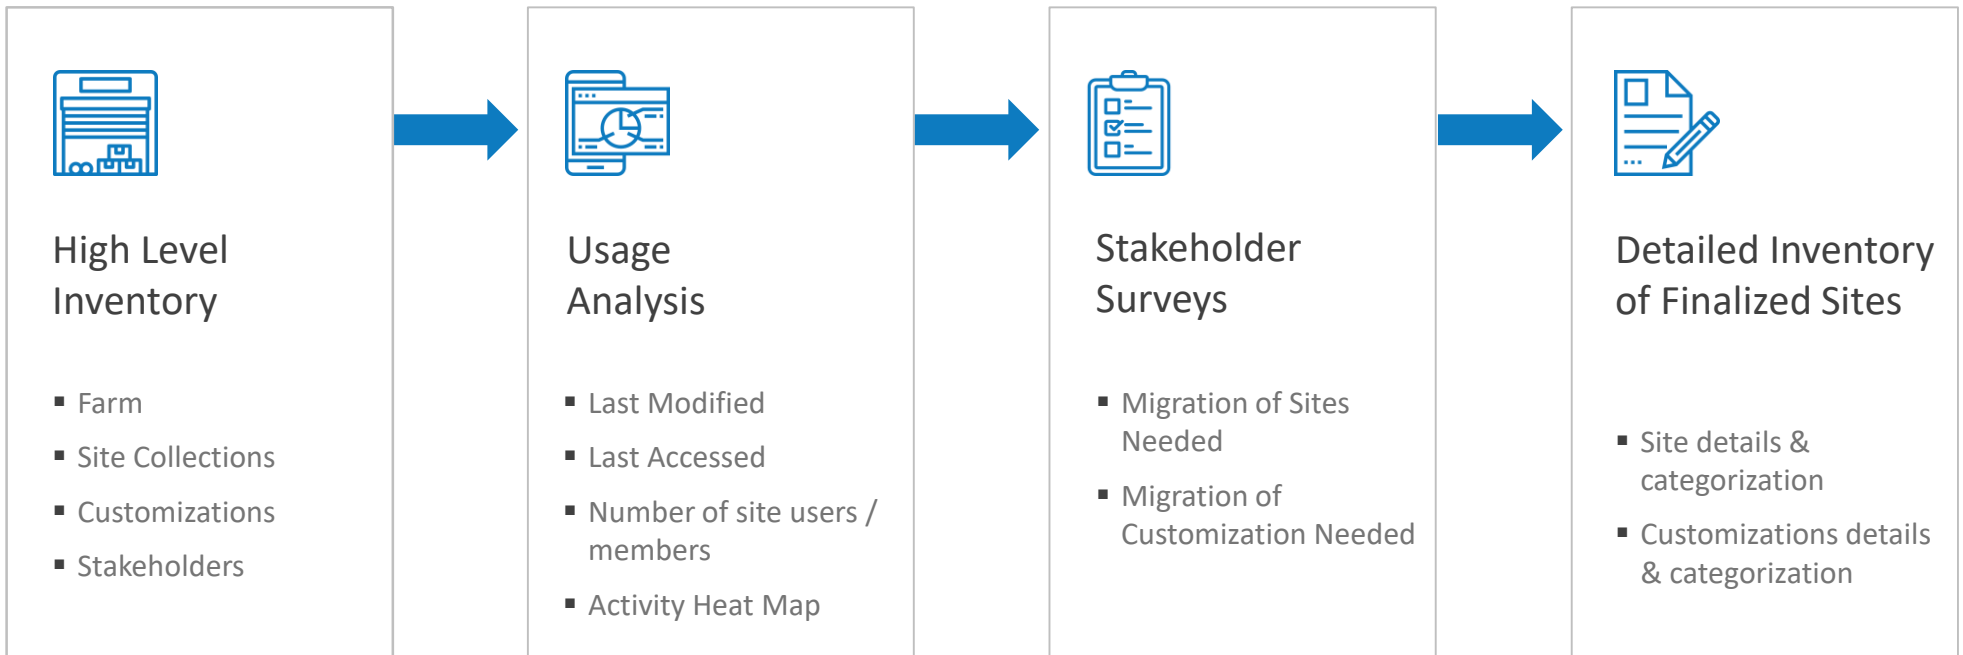 High Level
Inventory
▪ Farm
▪ Site Collections
▪ Customizations
▪ Stakeholders
Usage
Analysis
▪ Last Modified
▪ Last Accessed
▪ Number of site users /
members
▪ Activity Heat Map
Stakeholder
Surveys
▪ Migration of Sites
Needed
▪ Migration of
Customization Needed
Detailed Inventory
of Finalized Sites
▪ Site details &
categorization
▪ Customizations details
& categorization